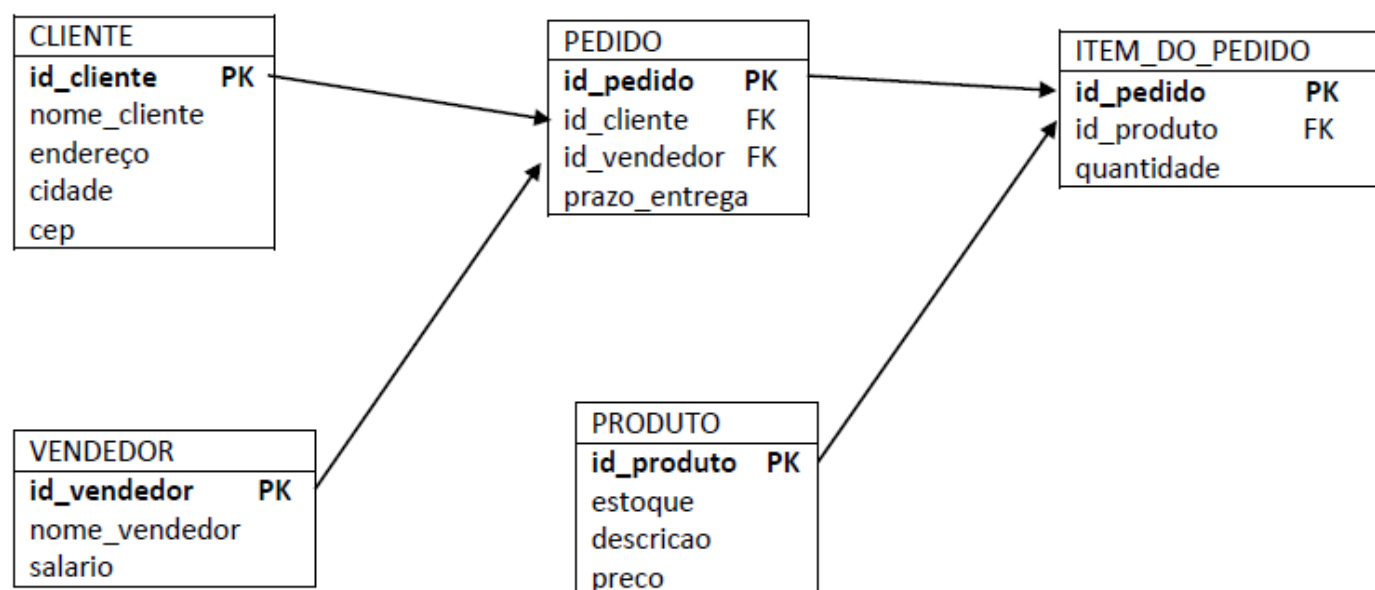 CLIENTE
id_cliente PK
nome_cliente
endereço
cidade
cep
PEDIDO
id_pedido PK
id_cliente FK
id_vendedor FK
prazo_entrega
ITEM_DO_PEDIDO
id_pedido PK
id_produto FK
quantidade
VENDEDOR
id_vendedor PK
nome_vendedor
salario
PRODUTO
id_produto PK
estoque
descricao
preco